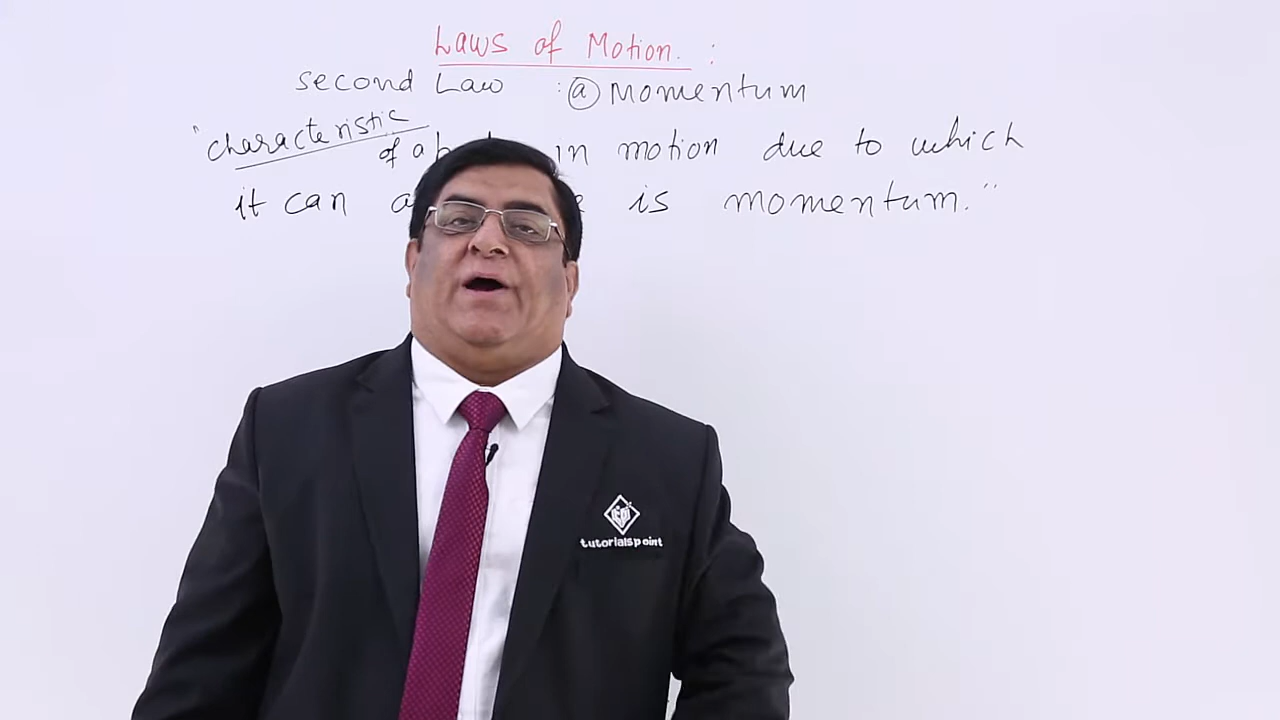 Laws of Motion. :
Second Law : (a) Momentum
"characteristic
of a in motion due to which
it can is momentum."
tutorialspoint